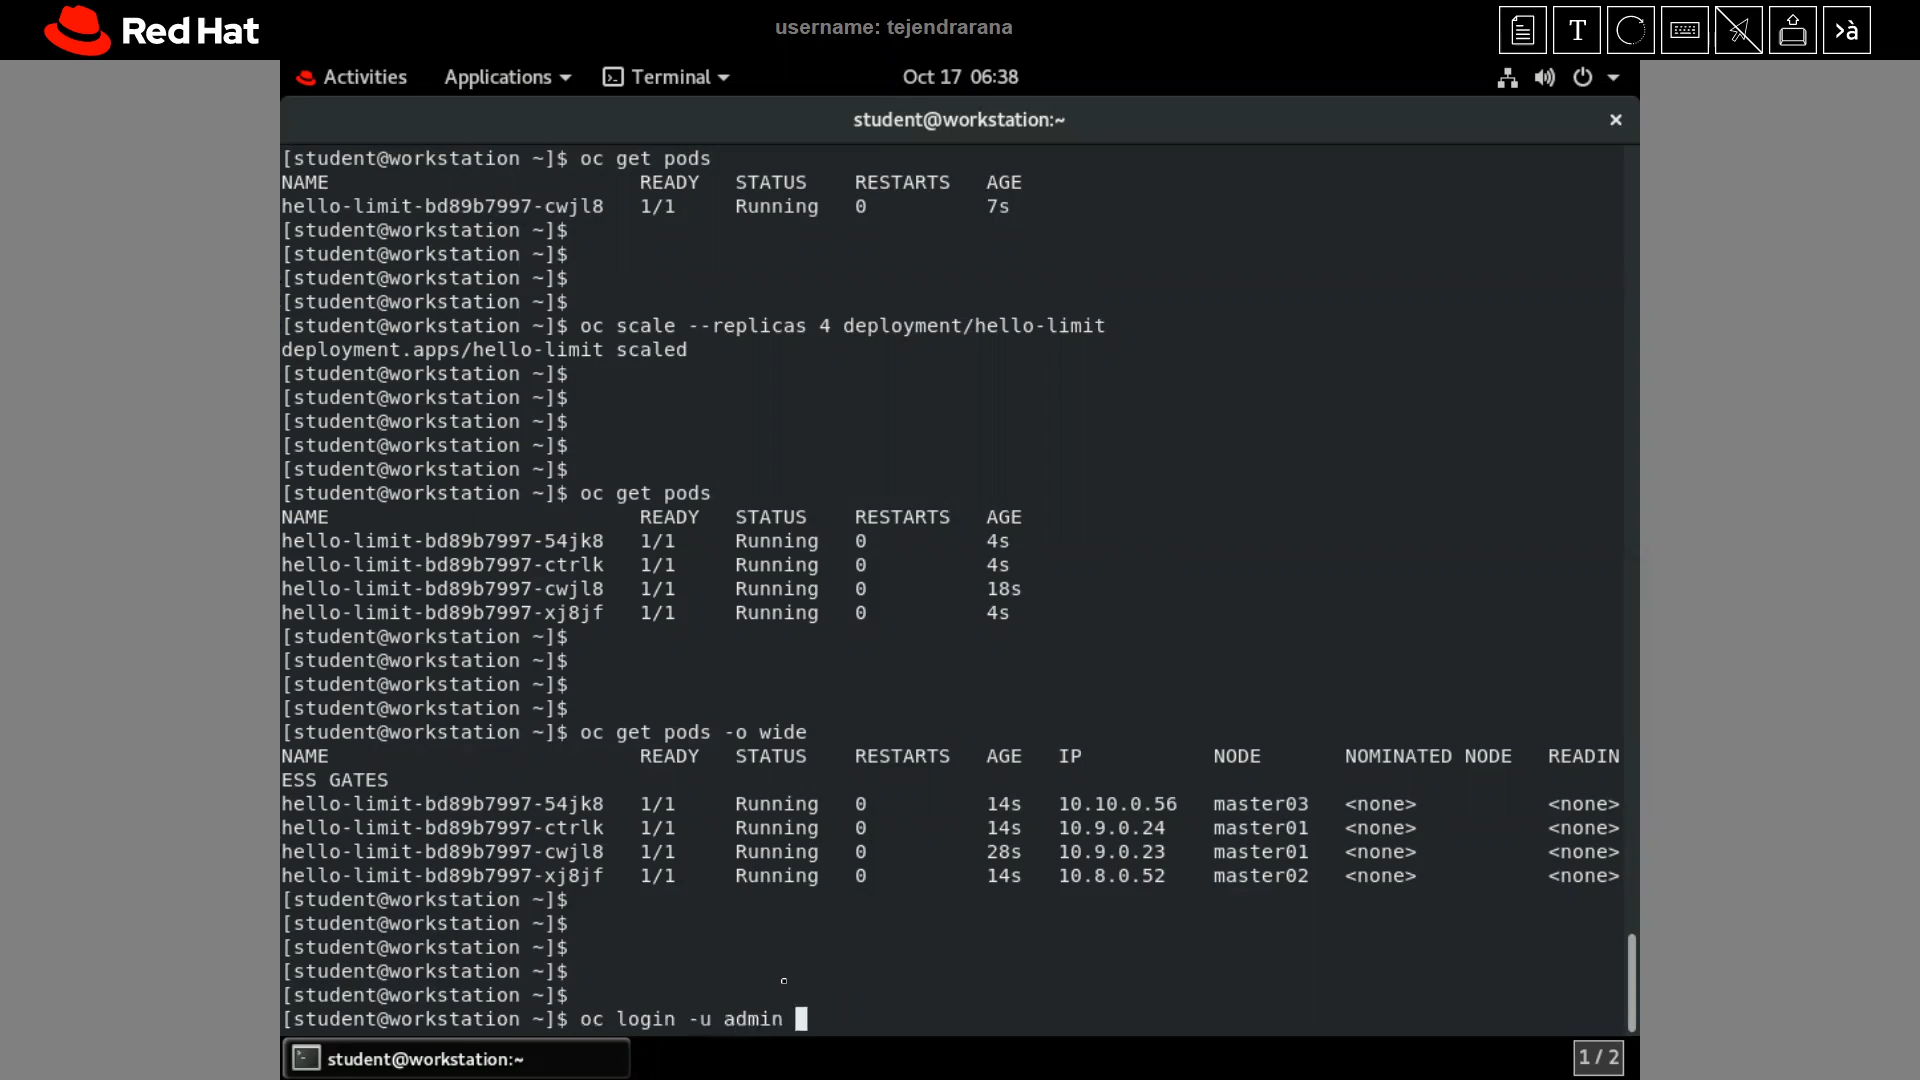 Red Hat
username: tejendrarana
T
>à
Activities Applications Terminal Oct 17 06:38
student@workstation:~
[student@workstation ~]$ oc get pods
NAME READY STATUS RESTARTS AGE
hello-limit-bd89b7997-cwjl8 1/1 Running 0 7s
[student@workstation ~]$
[student@workstation ~]$
[student@workstation ~]$
[student@workstation ~]$
[student@workstation ~]$ oc scale --replicas 4 deployment/hello-limit
deployment.apps/hello-limit scaled
[student@workstation ~]$
[student@workstation ~]$
[student@workstation ~]$
[student@workstation ~]$
[student@workstation ~]$
[student@workstation ~]$ oc get pods
NAME READY STATUS RESTARTS AGE
hello-limit-bd89b7997-54jk8 1/1 Running 0 4s
hello-limit-bd89b7997-ctrlk 1/1 Running 0 4s
hello-limit-bd89b7997-cwjl8 1/1 Running 0 18s
hello-limit-bd89b7997-xj8jf 1/1 Running 0 4s
[student@workstation ~]$
[student@workstation ~]$
[student@workstation ~]$
[student@workstation ~]$
[student@workstation ~]$ oc get pods -o wide
NAME READY STATUS RESTARTS AGE IP NODE NOMINATED NODE READIN
ESS GATES
hello-limit-bd89b7997-54jk8 1/1 Running 0 14s 10.10.0.56 master03 <none> <none>
hello-limit-bd89b7997-ctrlk 1/1 Running 0 14s 10.9.0.24 master01 <none> <none>
hello-limit-bd89b7997-cwjl8 1/1 Running 0 28s 10.9.0.23 master01 <none> <none>
hello-limit-bd89b7997-xj8jf 1/1 Running 0 14s 10.8.0.52 master02 <none> <none>
[student@workstation ~]$
[student@workstation ~]$
[student@workstation ~]$
[student@workstation ~]$
[student@workstation ~]$
[student@workstation ~]$ oc login -u admin
student@workstation:~
1 / 2